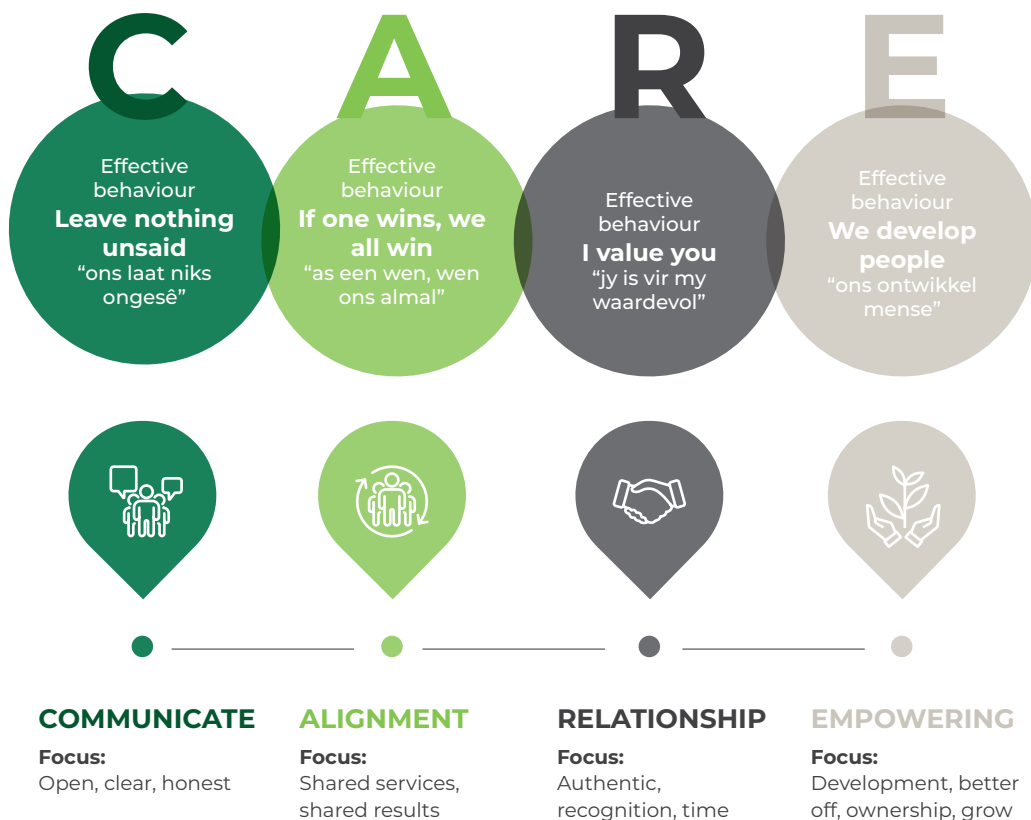 C
Effective
behaviour
Leave nothing
unsaid
“ons laat niks
ongesê”
A
Effective
behaviour
If one wins, we
all win
“as een wen, wen
ons almal”
R
Effective
behaviour
I value you
“jy is vir my
waardevol”
E
Effective
behaviour
We develop
people
“ons ontwikkel
mense”
COMMUNICATE
Focus:
Open, clear, honest
ALIGNMENT
Focus:
Shared services,
shared results
RELATIONSHIP
Focus:
Authentic,
recognition, time
EMPOWERING
Focus:
Development, better
off, ownership, grow